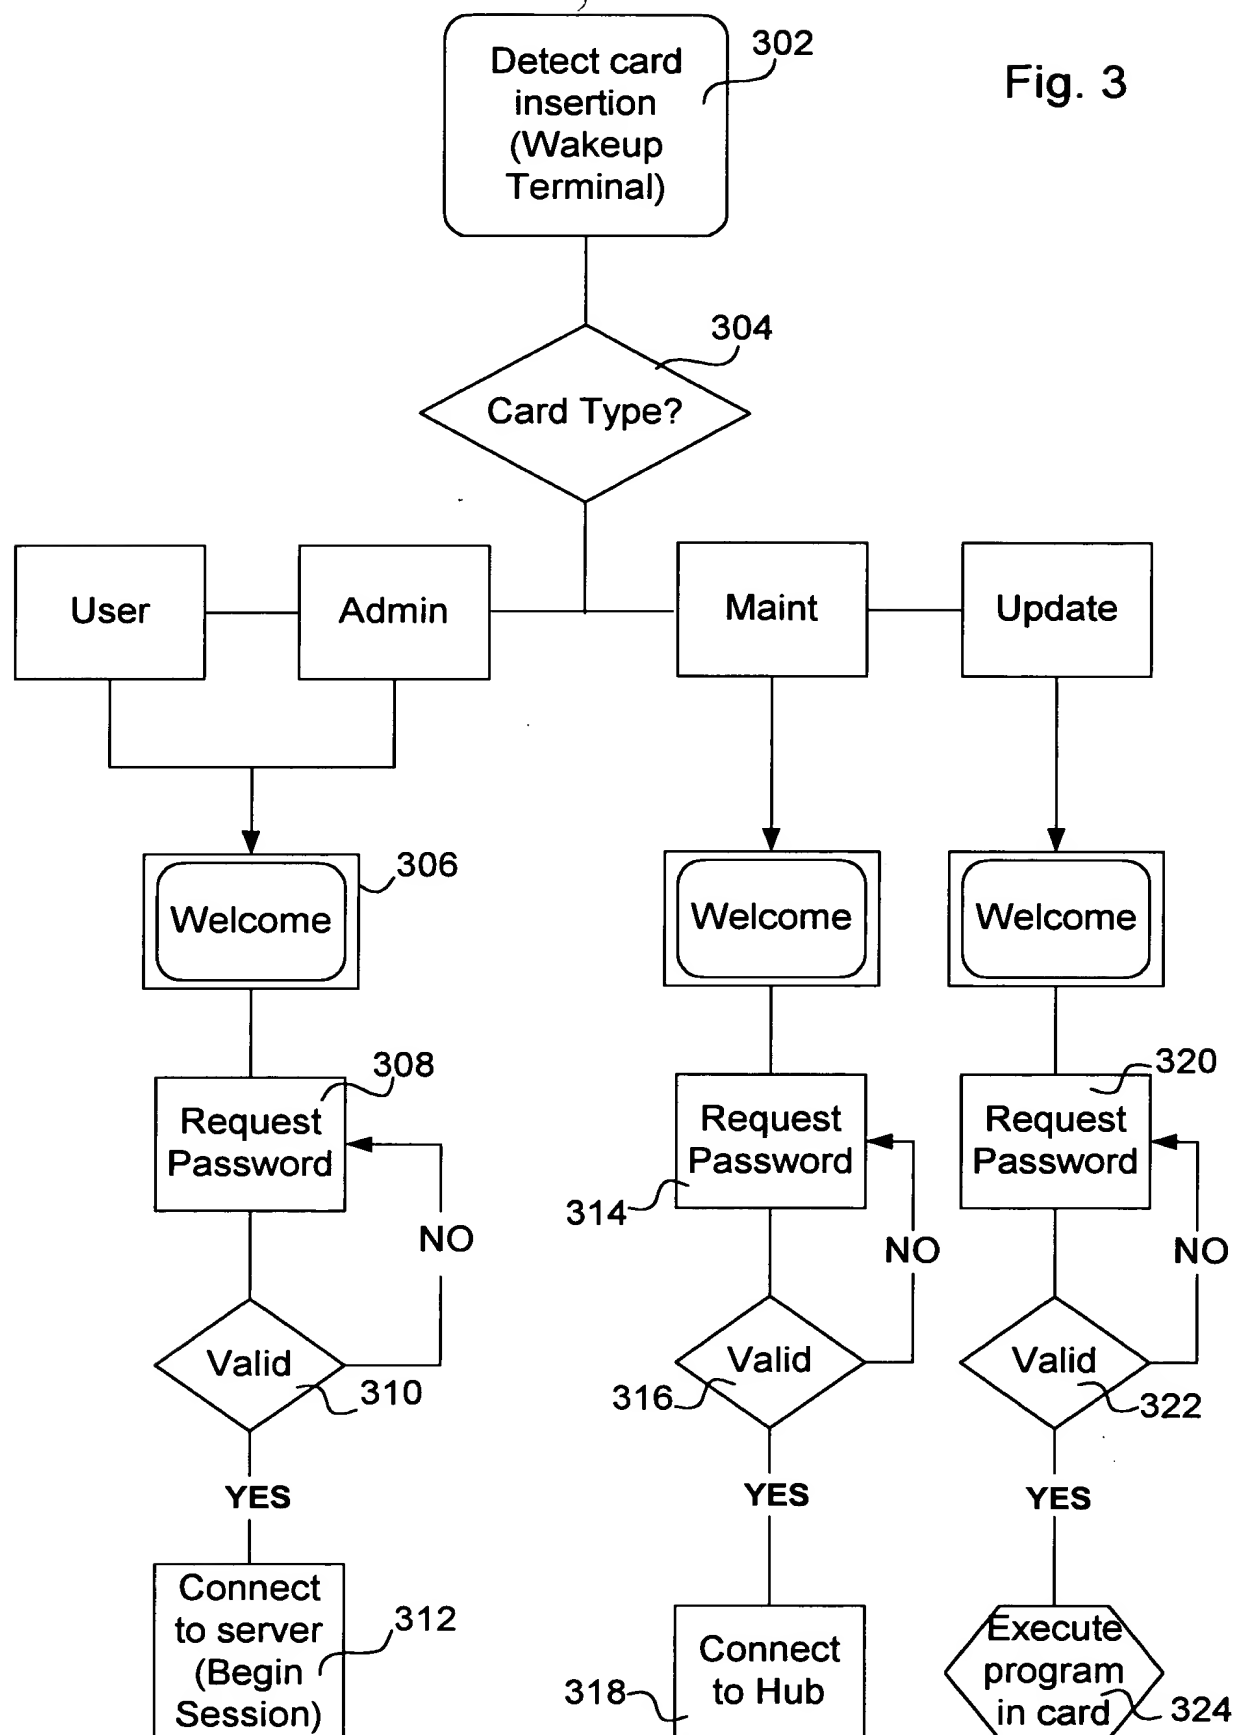 302
Fig. 3
Detect card
insertion
(Wakeup
Terminal)
304
Card Type?
User
Admin
Maint
Update
306
Welcome
Welcome
Welcome
308
Request
Password
314
Request
Password
320
Request
Password
NO
NO
NO
Valid
310
Valid
316
Valid
322
YES
YES
YES
Connect
to server
(Begin
Session)
312
Connect
to Hub
318
Execute
program
in card
324